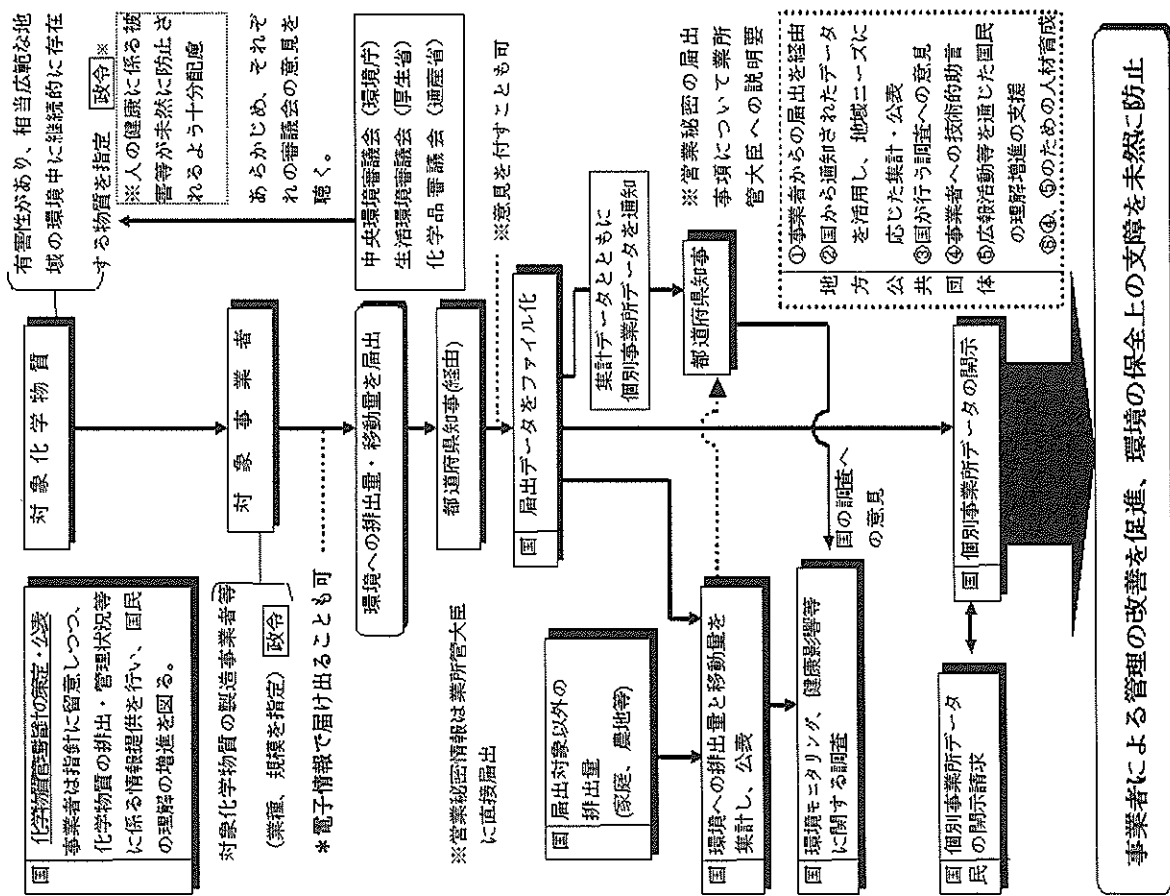 国
化学物質管理指針の策定・公表
事業者は指針に留意しつつ、
化学物質の排出・管理状況等
に係る情報提供を行い、国民
の理解の増進を図る。
対象化学物質
有害性があり、相当広範な地
域の環境中に継続的に存在
する物質を指定 政令※
※人の健康に係る被
害等が未然に防止さ
れるよう十分配慮
対象化学物質の製造事業者等
(業種、規模を指定) 政令
対象事業者
あらかじめ、それぞ
れの審議会の意見を
聴く。
*電子情報で届け出ることも可
中央環境審議会(環境庁)
生活環境審議会(厚生省)
化学品審議会(通産省)
環境への排出量・移動量を届出
※営業秘密情報は業所管大臣
に直接届出
都道府県知事(経由)
※意見を付すことも可
国 届出データをファイル化
国 届出対象以外の
排出量
(家庭、農地等)
集計データとともに
個別事業所データを通知
※営業秘密の届出
事項について業所
管大臣への説明要
国 環境への排出量と移動量を
集計し、公表
都道府県知事
国 環境モニタリング、健康影響等
に関する調査
国の調査へ
の意見
地方公共団体
①事業者からの届出を経由
②国から通知されたデータ
を活用し、地域ニーズに
応じた集計・公表
③国が行う調査への意見
④事業者への技術的助言
⑤広報活動等を通じた国民
の理解増進の支援
⑥④、⑤のための人材育成
国民
個別事業所データ
の開示請求
国 個別事業所データの開示
事業者による管理の改善を促進、環境の保全上の支障を未然に防止